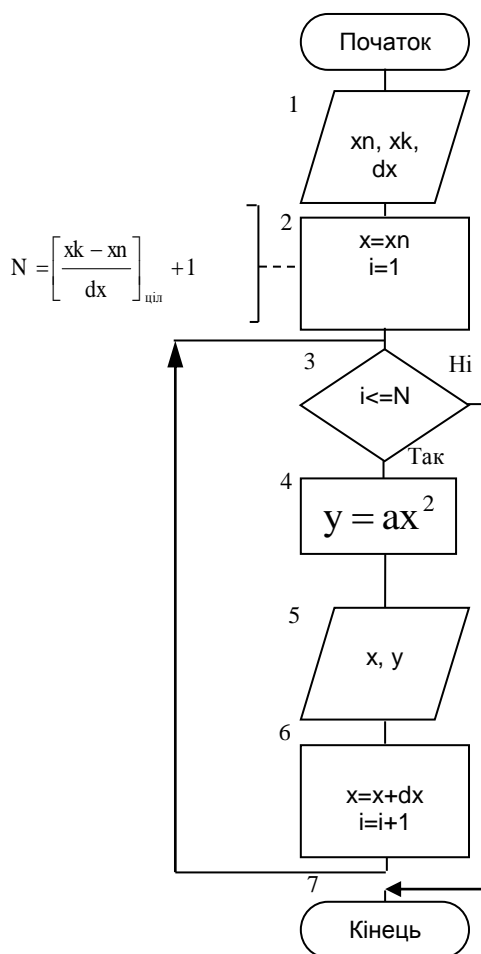 Початок
1
xn, xk,
dx
2
x=xn
i=1
N = [ (xk − xn) / dx ]ціл + 1
3
Ні
i<=N
Так
4
y = ax²
5
x, y
6
x=x+dx
i=i+1
7
Кінець